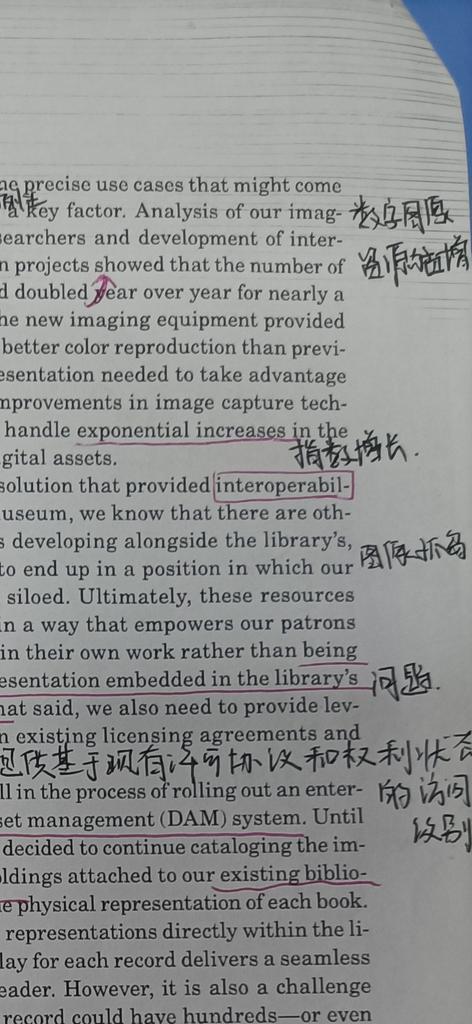 he precise use cases that might come
a key factor. Analysis of our imag-
数字图像
searchers and development of inter-
n projects showed that the number of
资源的激增
d doubled year over year for nearly a
he new imaging equipment provided
better color reproduction than previ-
esentation needed to take advantage
mprovements in image capture tech-
handle exponential increases in the
指数增长.
gital assets.
solution that provided interoperabil-
useum, we know that there are oth-
s developing alongside the library's,
图像
to end up in a position in which our
siloed. Ultimately, these resources
in a way that empowers our patrons
in their own work rather than being
esentation embedded in the library's
问题.
hat said, we also need to provide lev-
n existing licensing agreements and
提供基于现有许可协议和权利状态
ll in the process of rolling out an enter-
的访问
set management (DAM) system. Until
级别
decided to continue cataloging the im-
oldings attached to our existing biblio-
e physical representation of each book.
representations directly within the li-
lay for each record delivers a seamless
eader. However, it is also a challenge
record could have hundreds—or even